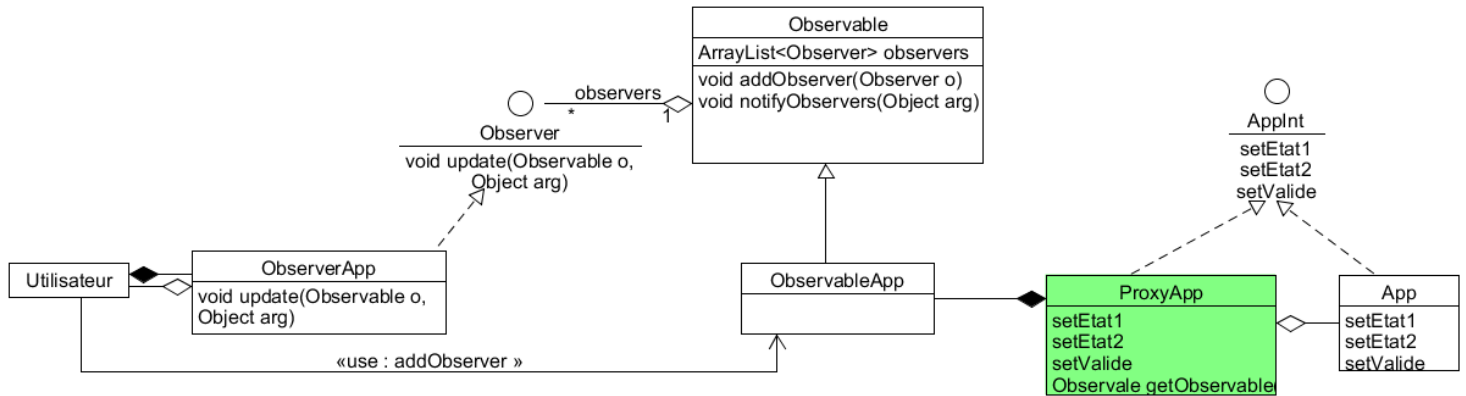 Observable
ArrayList<Observer> observers
void addObserver(Observer o)
void notifyObservers(Object arg)
observers
*
1
Observer
void update(Observable o,
Object arg)
AppInt
setEtat1
setEtat2
setValide
Utilisateur
ObserverApp
void update(Observable o,
Object arg)
ObservableApp
ProxyApp
setEtat1
setEtat2
setValide
Observale getObservable(
App
setEtat1
setEtat2
setValide
«use : addObserver »